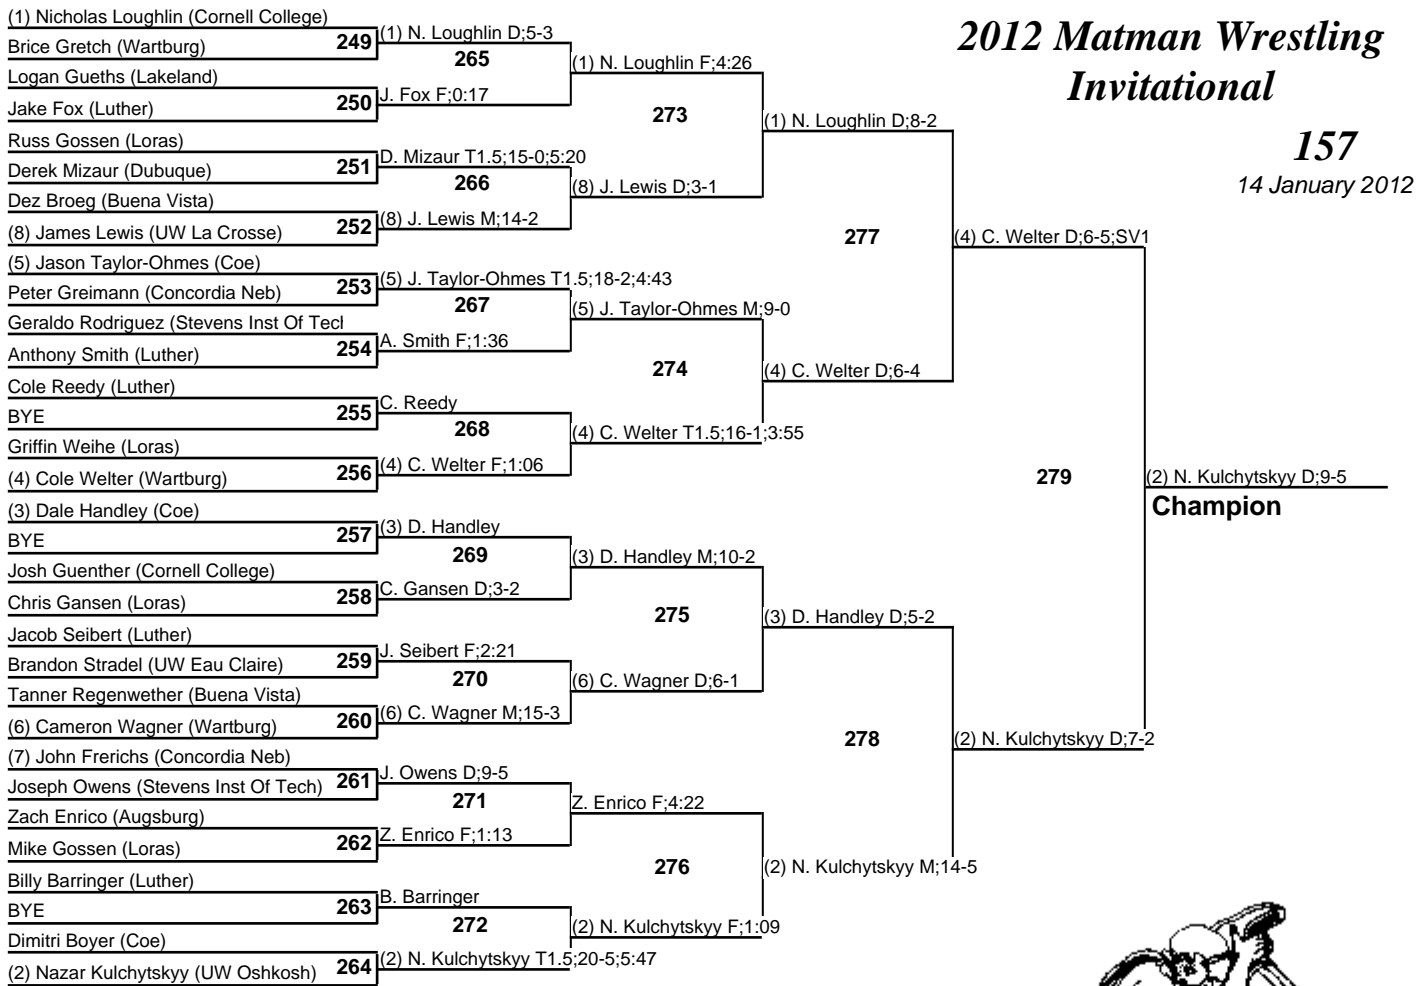 2012 Matman Wrestling
Invitational
157
14 January 2012
(1) Nicholas Loughlin (Cornell College)
Brice Gretch (Wartburg)
249
(1) N. Loughlin D;5-3
265
Logan Gueths (Lakeland)
Jake Fox (Luther)
250
J. Fox F;0:17
(1) N. Loughlin F;4:26
273
Russ Gossen (Loras)
Derek Mizaur (Dubuque)
251
D. Mizaur T1.5;15-0;5:20
266
Dez Broeg (Buena Vista)
(8) James Lewis (UW La Crosse)
252
(8) J. Lewis M;14-2
(8) J. Lewis D;3-1
(1) N. Loughlin D;8-2
277
(5) Jason Taylor-Ohmes (Coe)
Peter Greimann (Concordia Neb)
253
(5) J. Taylor-Ohmes T1.5;18-2;4:43
267
Geraldo Rodriguez (Stevens Inst Of Tecl
Anthony Smith (Luther)
254
A. Smith F;1:36
(5) J. Taylor-Ohmes M;9-0
274
Cole Reedy (Luther)
BYE
255
C. Reedy
268
Griffin Weihe (Loras)
(4) Cole Welter (Wartburg)
256
(4) C. Welter F;1:06
(4) C. Welter T1.5;16-1;3:55
(4) C. Welter D;6-4
(4) C. Welter D;6-5;SV1
279
(3) Dale Handley (Coe)
BYE
257
(3) D. Handley
269
Josh Guenther (Cornell College)
Chris Gansen (Loras)
258
C. Gansen D;3-2
(3) D. Handley M;10-2
275
Jacob Seibert (Luther)
Brandon Stradel (UW Eau Claire)
259
J. Seibert F;2:21
270
Tanner Regenwether (Buena Vista)
(6) Cameron Wagner (Wartburg)
260
(6) C. Wagner M;15-3
(6) C. Wagner D;6-1
(3) D. Handley D;5-2
278
(7) John Frerichs (Concordia Neb)
Joseph Owens (Stevens Inst Of Tech)
261
J. Owens D;9-5
271
Zach Enrico (Augsburg)
Mike Gossen (Loras)
262
Z. Enrico F;1:13
Z. Enrico F;4:22
276
Billy Barringer (Luther)
BYE
263
B. Barringer
272
Dimitri Boyer (Coe)
(2) Nazar Kulchytskyy (UW Oshkosh)
264
(2) N. Kulchytskyy T1.5;20-5;5:47
(2) N. Kulchytskyy F;1:09
(2) N. Kulchytskyy M;14-5
(2) N. Kulchytskyy D;7-2
(2) N. Kulchytskyy D;9-5
Champion